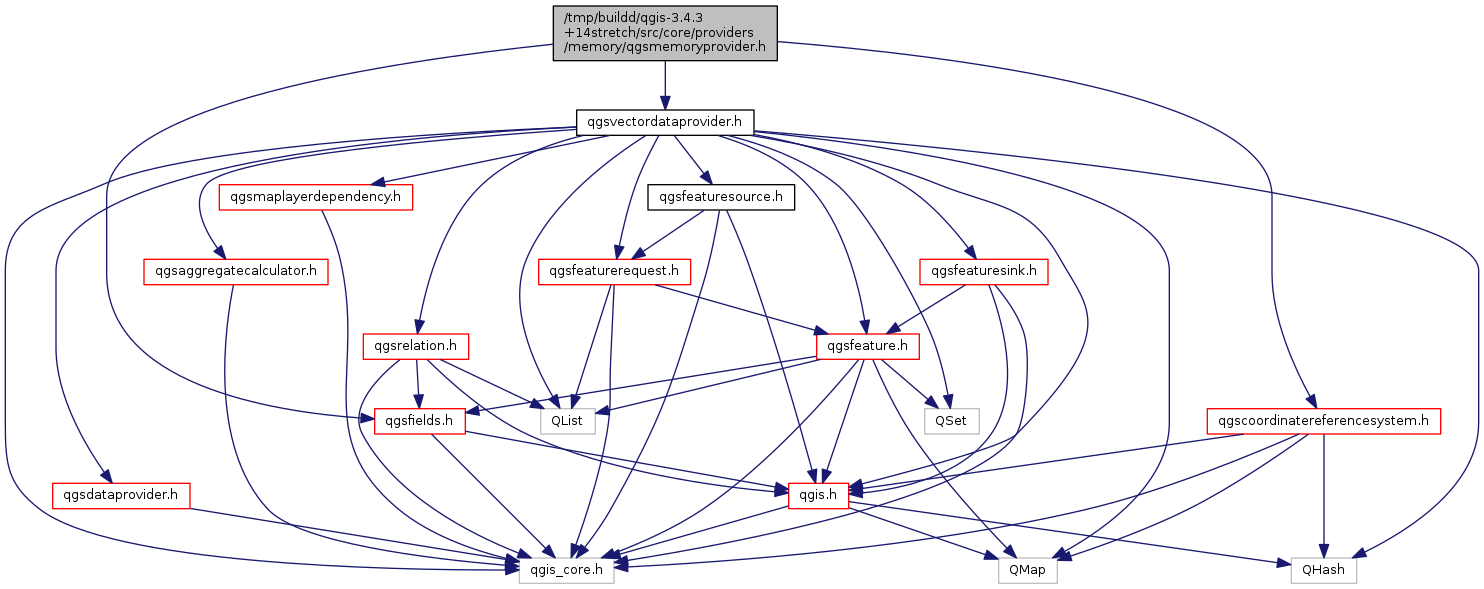 /tmp/buildd/qgis-3.4.3
+14stretch/src/core/providers
/memory/qgsmemoryprovider.h
qgsvectordataprovider.h
qgsmaplayerdependency.h
qgsfeaturesource.h
qgsaggregatecalculator.h
qgsfeaturerequest.h
qgsfeaturesink.h
qgsrelation.h
qgsfeature.h
qgsfields.h
QList
QSet
qgscoordinatereferencesystem.h
qgsdataprovider.h
qgis.h
qgis_core.h
QMap
QHash